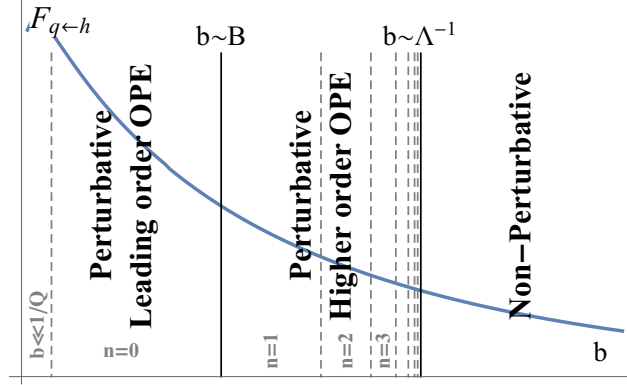 F_{q←h}
b~B
b~Λ⁻¹
Perturbative
Leading order OPE
Perturbative
Higher order OPE
Non−Perturbative
b≪1/Q
n=0
n=1
n=2
n=3
b